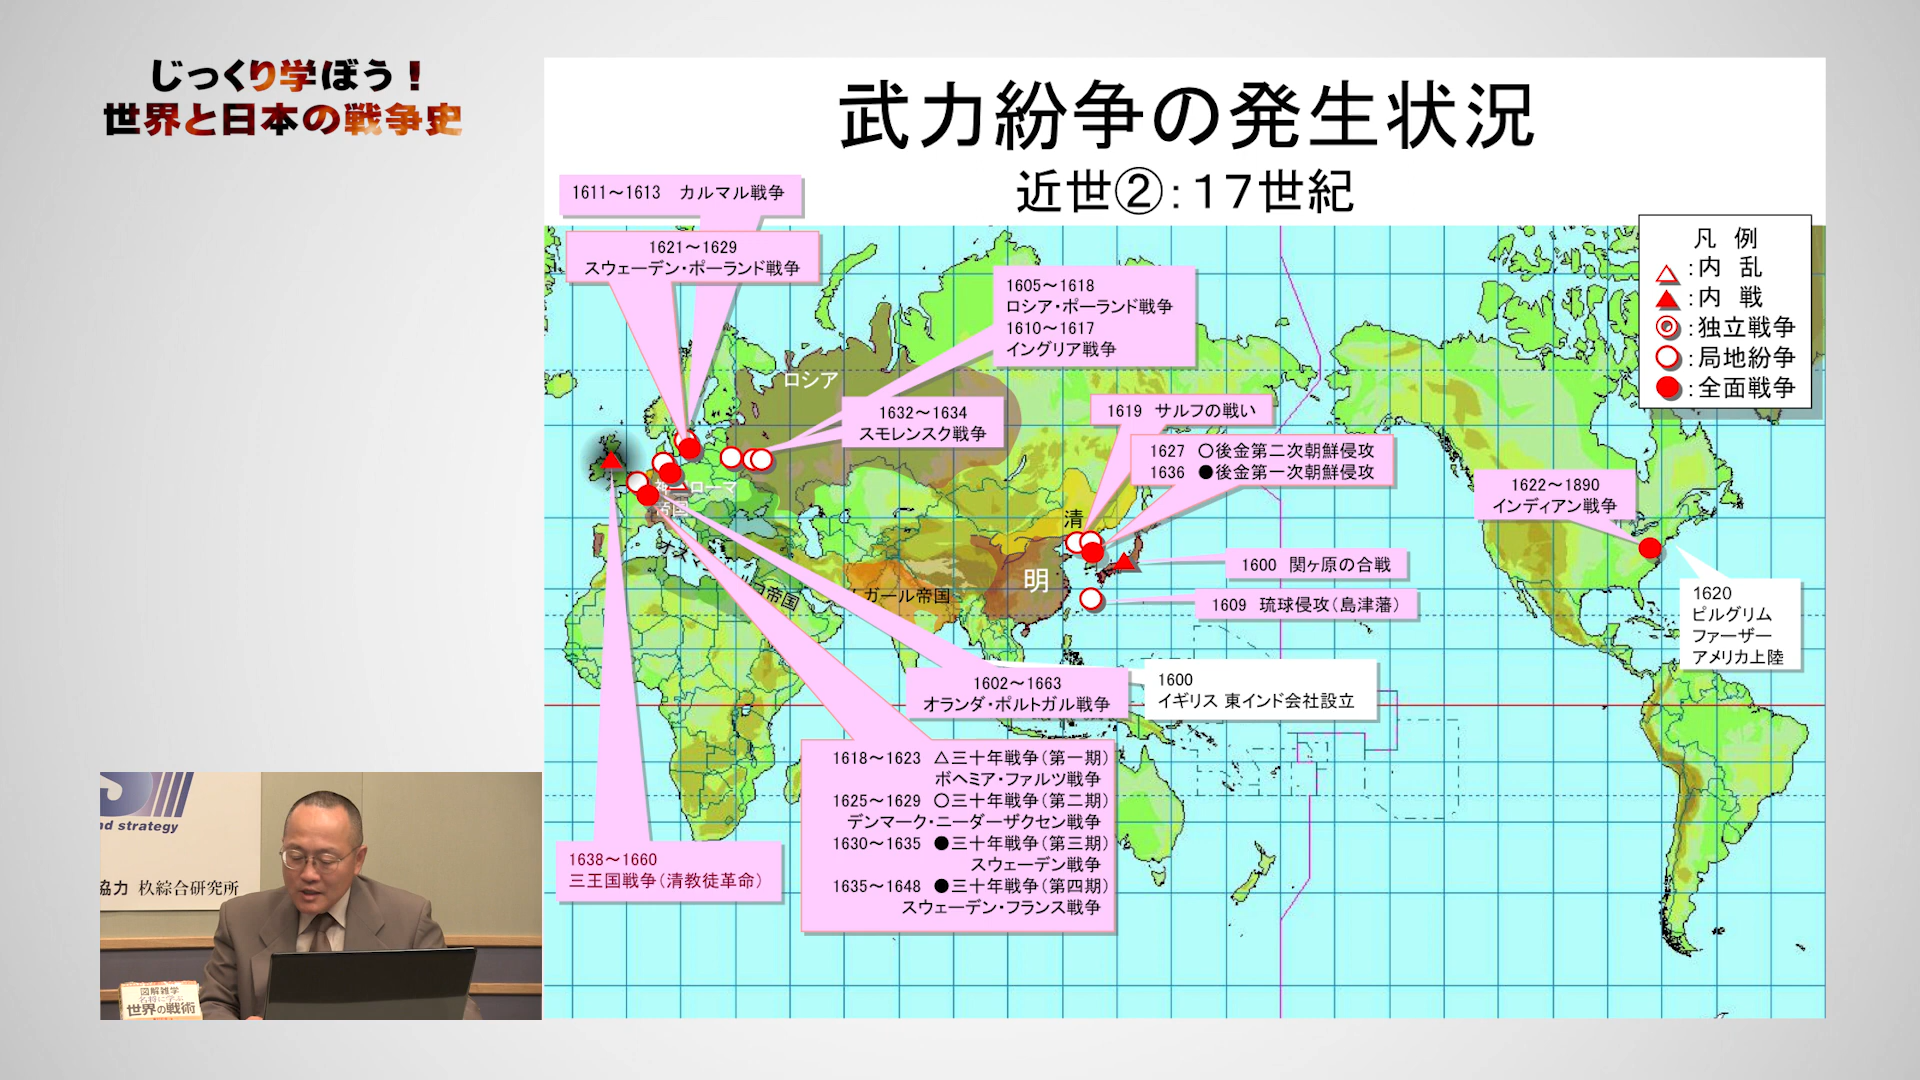 じっくり学ぼう！
世界と日本の戦争史
武力紛争の発生状況
近世②：１７世紀
1611～1613　カルマル戦争
1621～1629
スウェーデン・ポーランド戦争
1605～1618
ロシア・ポーランド戦争
1610～1617
イングリア戦争
1632～1634
スモレンスク戦争
1619　サルフの戦い
1627　○後金第二次朝鮮侵攻
1636　●後金第一次朝鮮侵攻
1600　関ヶ原の合戦
1609　琉球侵攻（島津藩）
1622～1890
インディアン戦争
1620
ピルグリム
ファーザー
アメリカ上陸
凡　例
：内　乱
：内　戦
：独立戦争
：局地紛争
：全面戦争
ロシア
ローマ
帝国
清
明
帝国
ガール帝国
1602～1663
オランダ・ポルトガル戦争
1600
イギリス 東インド会社設立
1618～1623　△三十年戦争（第一期）
ボヘミア・ファルツ戦争
1625～1629　○三十年戦争（第二期）
デンマーク・ニーダーザクセン戦争
1630～1635　●三十年戦争（第三期）
スウェーデン戦争
1635～1648　●三十年戦争（第四期）
スウェーデン・フランス戦争
1638～1660
三王国戦争（清教徒革命）
nd strategy
協力 杦綜合研究所
図解雑学
名将に学ぶ
世界の戦術